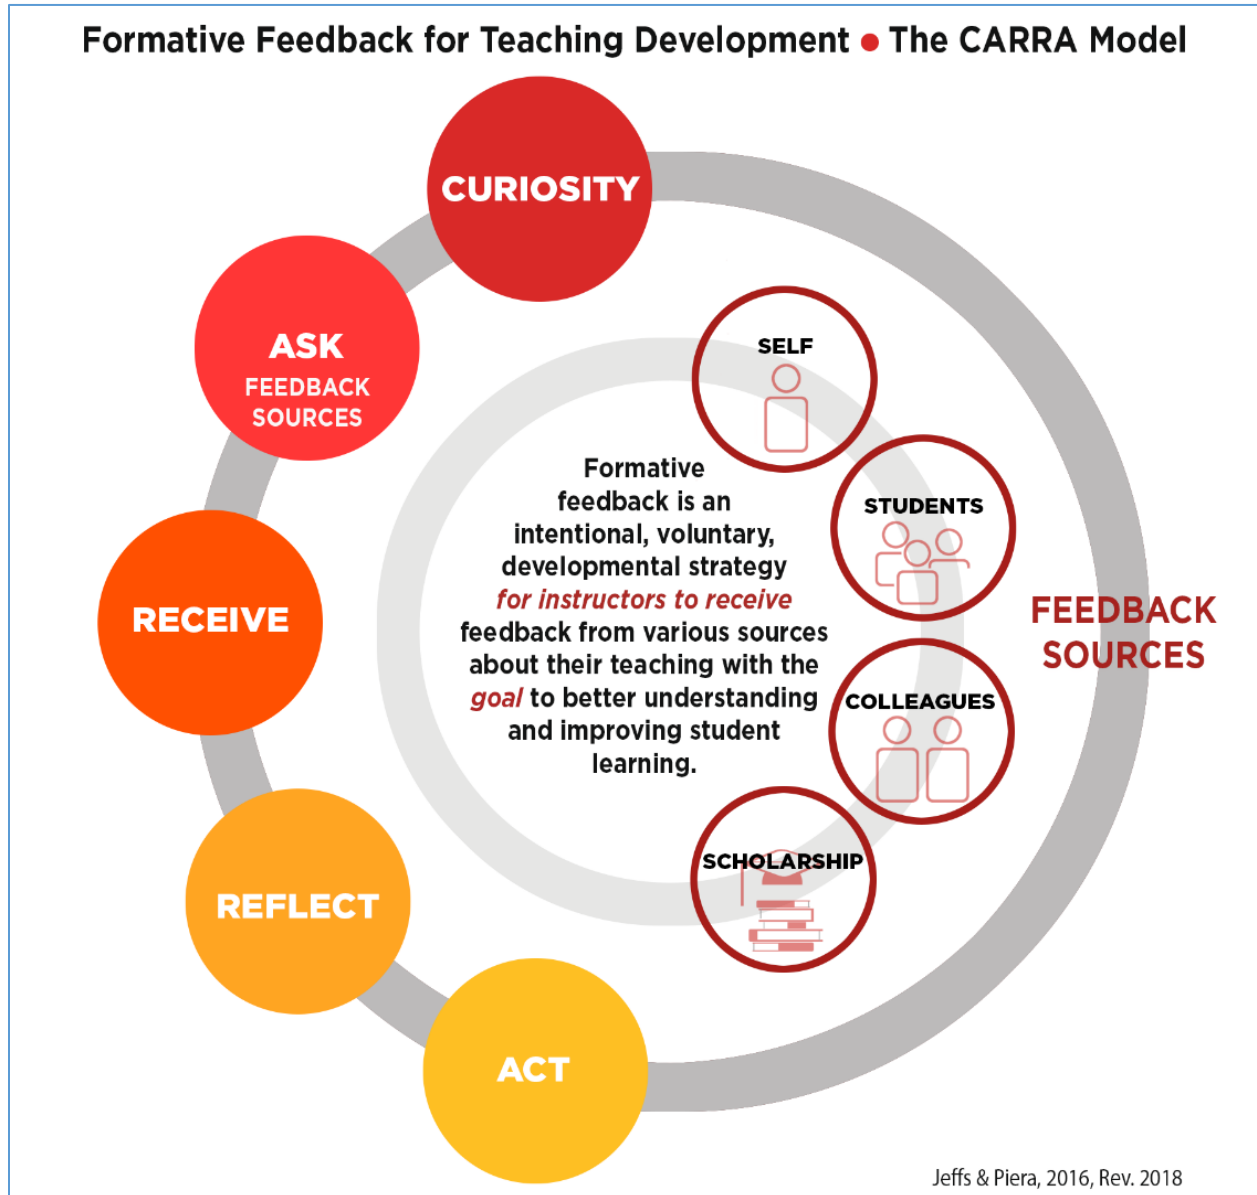 Formative Feedback for Teaching Development ● The CARRA Model
CURIOSITY
ASK
FEEDBACK
SOURCES
RECEIVE
REFLECT
ACT
Formative
feedback is an
intentional, voluntary,
developmental strategy
for instructors to receive
feedback from various sources
about their teaching with the
goal to better understanding
and improving student
learning.
SELF
STUDENTS
COLLEAGUES
SCHOLARSHIP
FEEDBACK
SOURCES
Jeffs & Piera, 2016, Rev. 2018